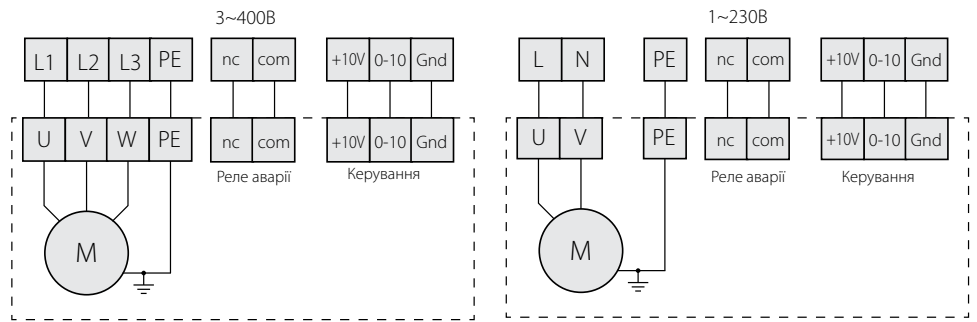 3~400В
L1 L2 L3 PE nc com +10V 0-10 Gnd
U V W PE nc com +10V 0-10 Gnd
Реле аварії Керування
M
1~230В
L N PE nc com +10V 0-10 Gnd
U V PE nc com +10V 0-10 Gnd
Реле аварії Керування
M